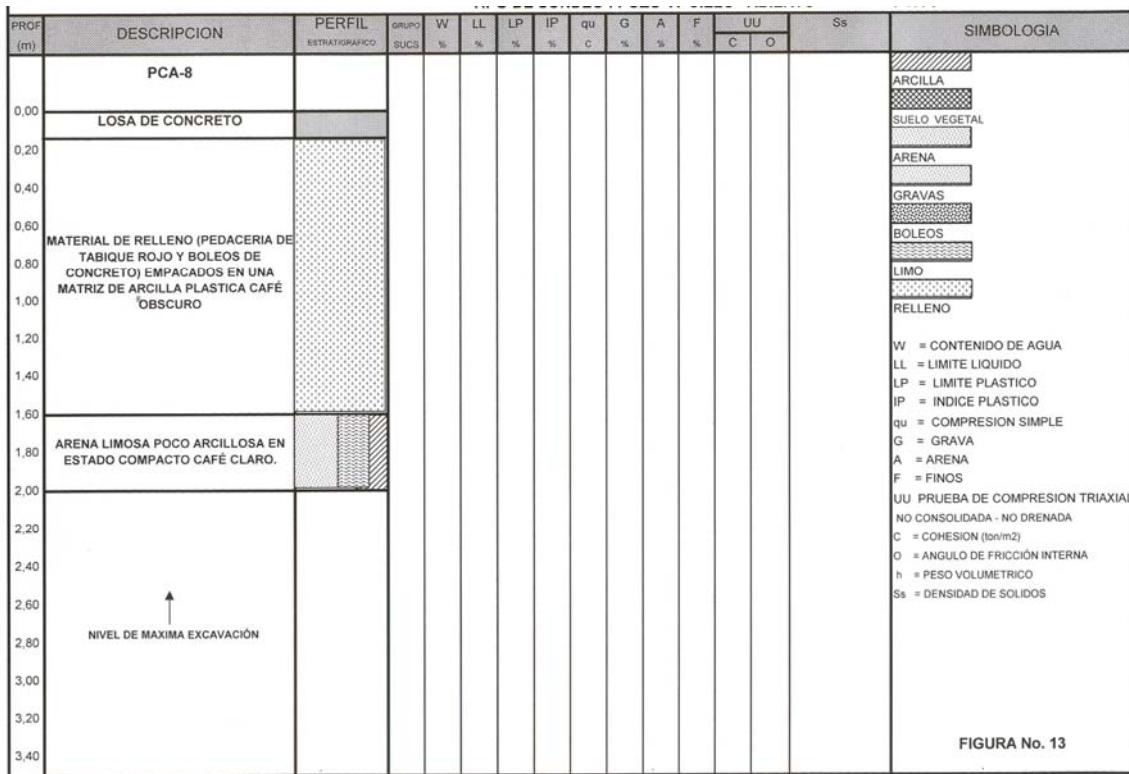 PROF
(m)
DESCRIPCION
PERFIL
ESTRATIGRAFICO
GRUPO
SUCS
W
%
LL
%
LP
%
IP
%
qu
C
G
%
A
%
F
%
UU
C
O
Ss
SIMBOLOGIA
PCA-8
0,00
LOSA DE CONCRETO
0,20
0,40
0,60
MATERIAL DE RELLENO (PEDACERIA DE
TABIQUE ROJO Y BOLEOS DE
0,80
CONCRETO) EMPACADOS EN UNA
MATRIZ DE ARCILLA PLASTICA CAFÉ
1,00
OBSCURO
1,20
1,40
1,60
ARENA LIMOSA POCO ARCILLOSA EN
1,80
ESTADO COMPACTO CAFÉ CLARO.
2,00
2,20
2,40
2,60
NIVEL DE MAXIMA EXCAVACIÓN
2,80
3,00
3,20
3,40
ARCILLA
SUELO VEGETAL
ARENA
GRAVAS
BOLEOS
LIMO
RELLENO
W = CONTENIDO DE AGUA
LL = LIMITE LIQUIDO
LP = LIMITE PLASTICO
IP = INDICE PLASTICO
qu = COMPRESION SIMPLE
G = GRAVA
A = ARENA
F = FINOS
UU PRUEBA DE COMPRESION TRIAXIAL
NO CONSOLIDADA - NO DRENADA
C = COHESION (ton/m2)
O = ANGULO DE FRICCIÓN INTERNA
h = PESO VOLUMETRICO
Ss = DENSIDAD DE SOLIDOS
FIGURA No. 13